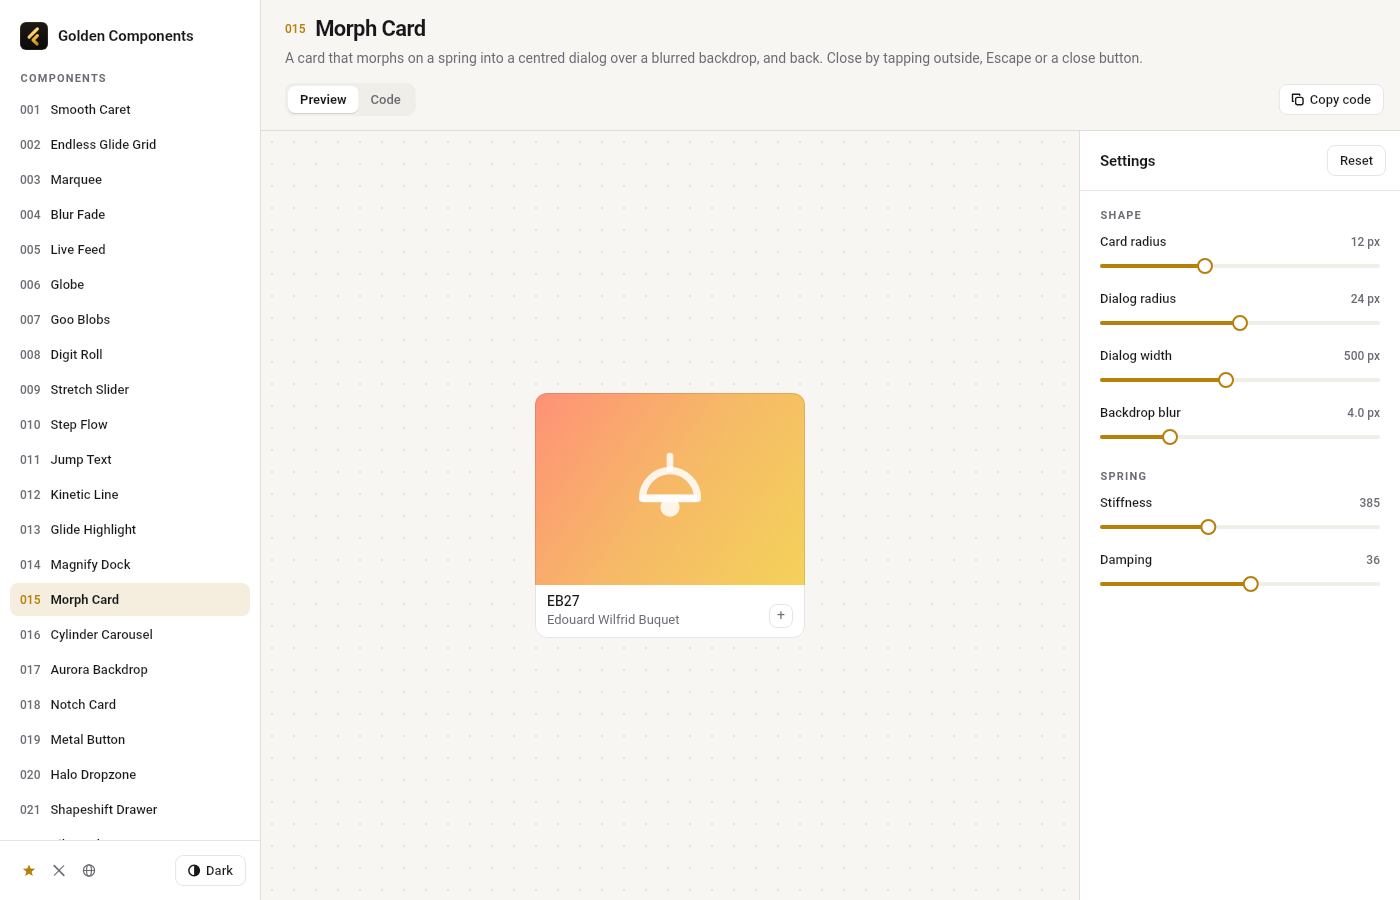 Golden Components
COMPONENTS
001 Smooth Caret
002 Endless Glide Grid
003 Marquee
004 Blur Fade
005 Live Feed
006 Globe
007 Goo Blobs
008 Digit Roll
009 Stretch Slider
010 Step Flow
011 Jump Text
012 Kinetic Line
013 Glide Highlight
014 Magnify Dock
015 Morph Card
016 Cylinder Carousel
017 Aurora Backdrop
018 Notch Card
019 Metal Button
020 Halo Dropzone
021 Shapeshift Drawer
Dark
015 Morph Card
A card that morphs on a spring into a centred dialog over a blurred backdrop, and back. Close by tapping outside, Escape or a close button.
Preview Code
Copy code
EB27
Edouard Wilfrid Buquet
+
Settings
Reset
SHAPE
Card radius 12 px
Dialog radius 24 px
Dialog width 500 px
Backdrop blur 4.0 px
SPRING
Stiffness 385
Damping 36